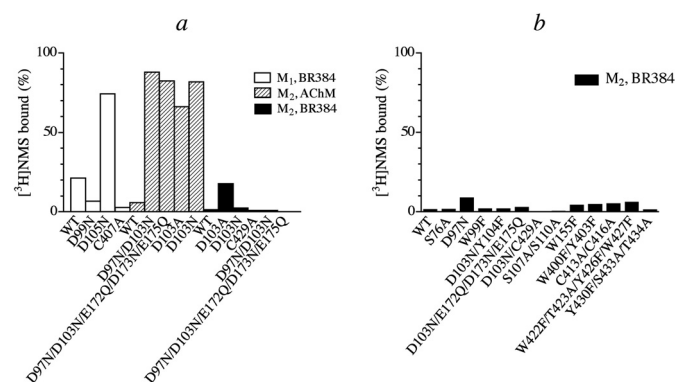 a
[³H]NMS bound (%)
100
50
0
M₁, BR384
M₂, AChM
M₂, BR384
WT
D99N
D105N
C407A
WT
D97N/D103N
D97N/D103N/E172Q/D173N/E175Q
D103A
D103N
WT
D103A
D103N
C429A
D97N/D103N
D97N/D103N/E172Q/D173N/E175Q
b
[³H]NMS bound (%)
100
50
0
M₂, BR384
WT
S76A
D97N
W99F
D103N/Y104F
D103N/E172Q/D173N/E175Q
D103N/C429A
S107A/S110A
W155F
W400F/Y403F
C413A/C416A
W422F/T423A/Y426F/W427F
Y430F/S433A/T434A